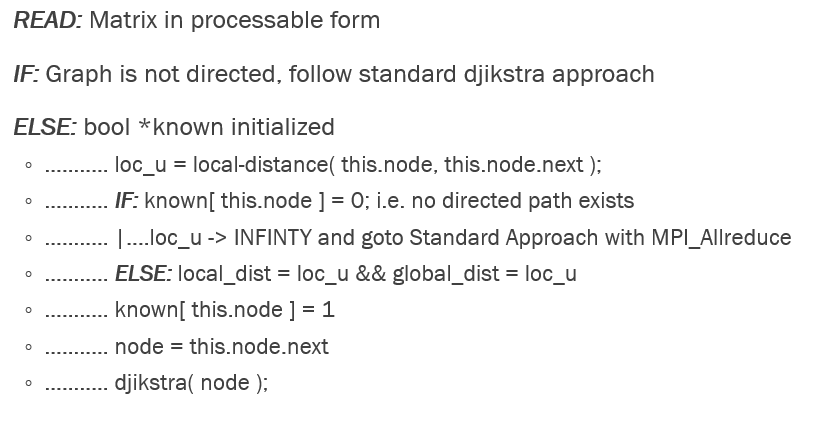 READ: Matrix in processable form
IF: Graph is not directed, follow standard djikstra approach
ELSE: bool *known initialized
◦ ........... loc_u = local-distance( this.node, this.node.next );
◦ ........... IF: known[ this.node ] = 0; i.e. no directed path exists
◦ ........... |....loc_u -> INFINTY and goto Standard Approach with MPI_Allreduce
◦ ........... ELSE: local_dist = loc_u && global_dist = loc_u
◦ ........... known[ this.node ] = 1
◦ ........... node = this.node.next
◦ ........... djikstra( node );